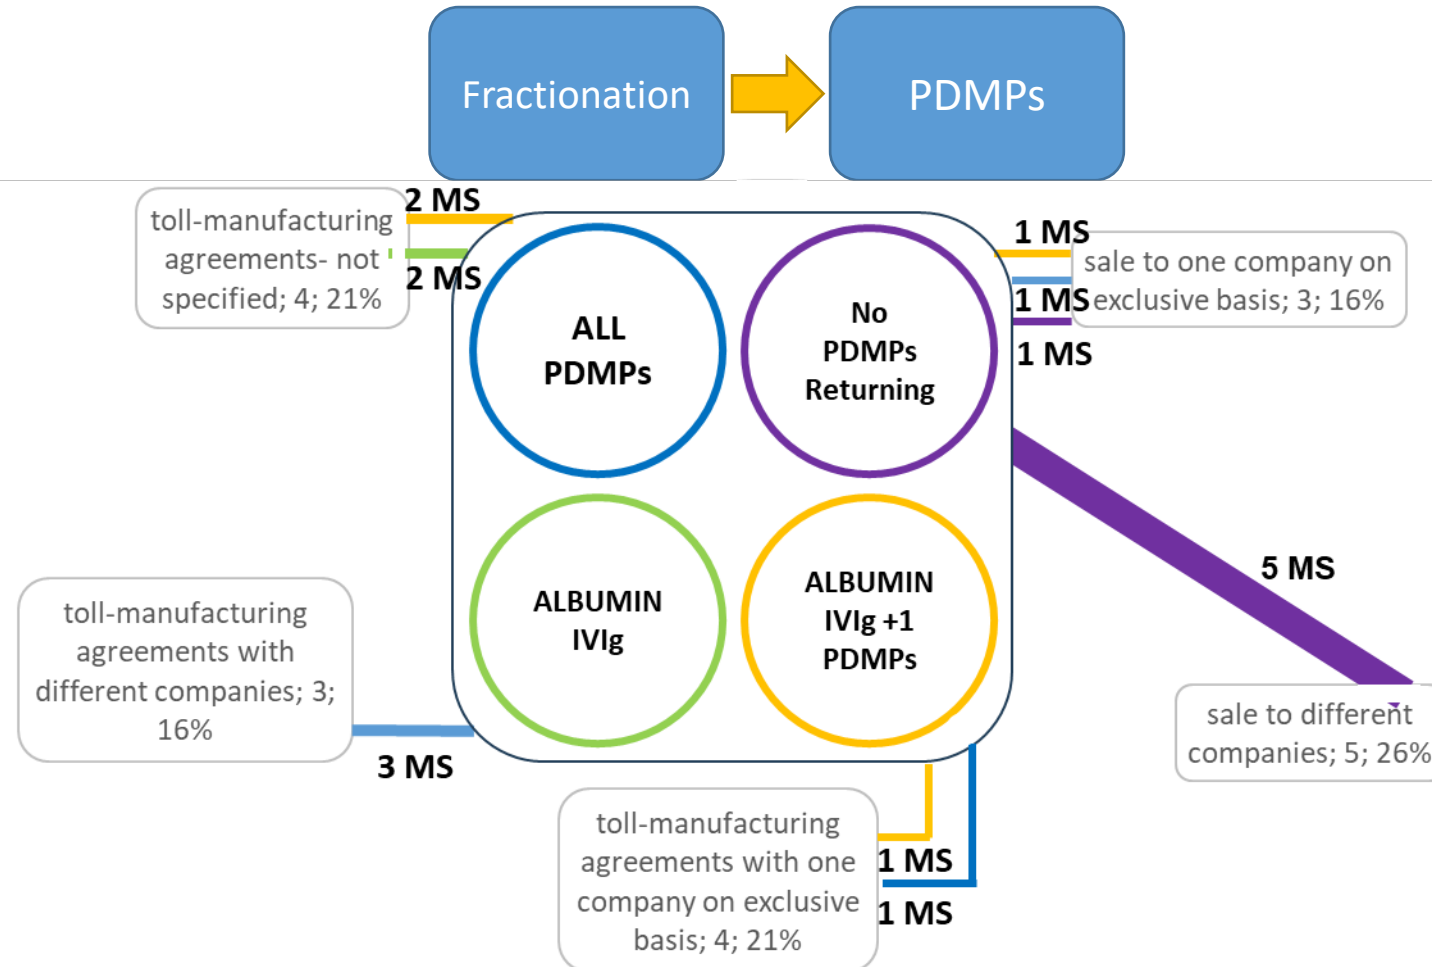 Fractionation
PDMPs
2 MS
toll-manufacturing
agreements- not
specified; 4; 21%
2 MS
1 MS
sale to one company on
exclusive basis; 3; 16%
1 MS
1 MS
ALL
PDMPs
No
PDMPs
Returning
5 MS
ALBUMIN
IVIg
ALBUMIN
IVIg +1
PDMPs
toll-manufacturing
agreements with
different companies; 3;
16%
3 MS
sale to different
companies; 5; 26%
toll-manufacturing
agreements with one
company on exclusive
basis; 4; 21%
1 MS
1 MS